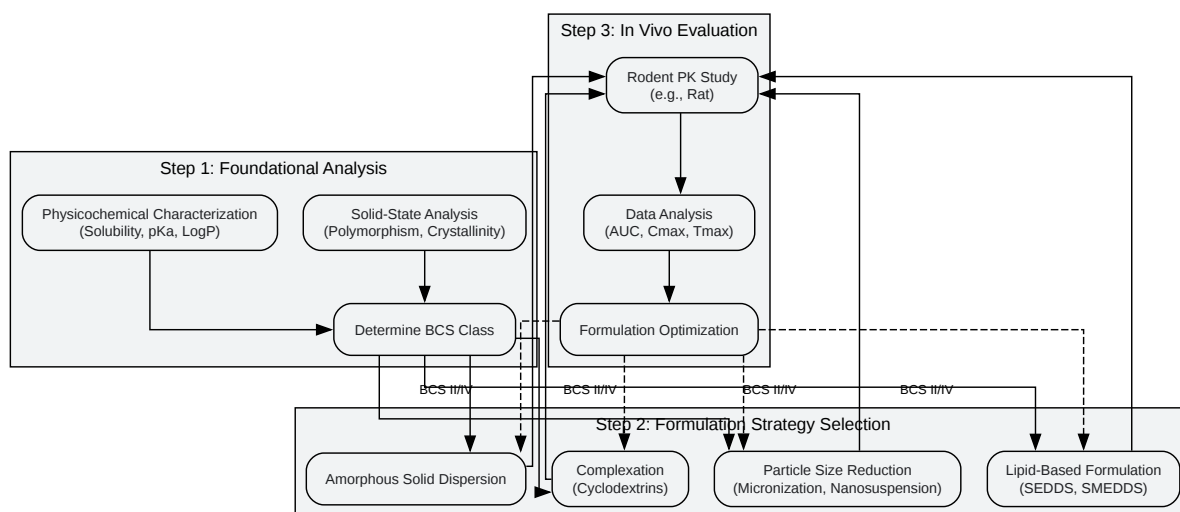 Step 3: In Vivo Evaluation
Rodent PK Study
(e.g., Rat)
Step 1: Foundational Analysis
Physicochemical Characterization
(Solubility, pKa, LogP)
Solid-State Analysis
(Polymorphism, Crystallinity)
Data Analysis
(AUC, Cmax, Tmax)
Determine BCS Class
Formulation Optimization
BCS II/IV
BCS II/IV
BCS II/IV
BCS II/IV
Step 2: Formulation Strategy Selection
Amorphous Solid Dispersion
Complexation
(Cyclodextrins)
Particle Size Reduction
(Micronization, Nanosuspension)
Lipid-Based Formulation
(SEDDS, SMEDDS)